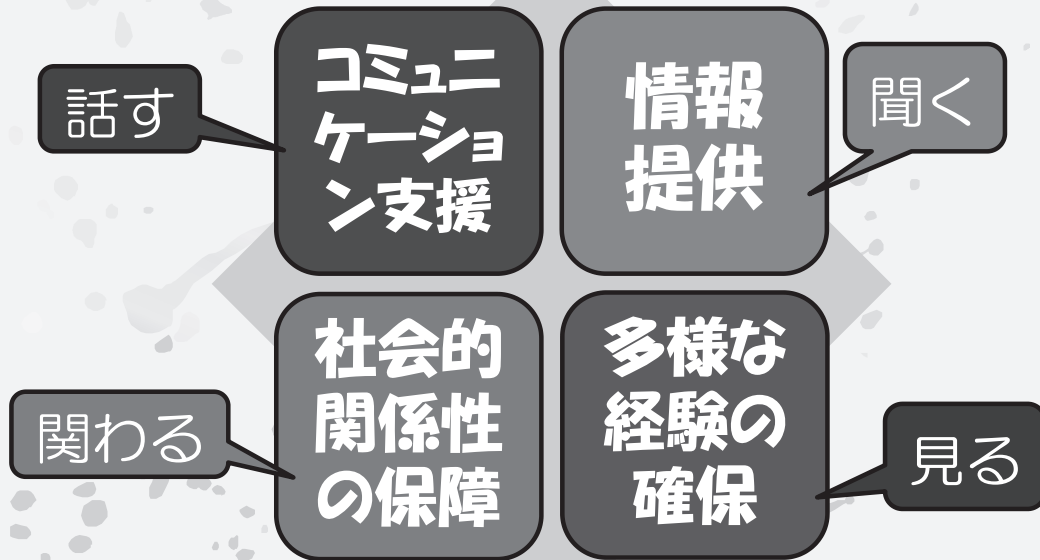 話す
コミュニ
ケーショ
ン支援
情報
提供
聞く
関わる
社会的
関係性
の保障
多様な
経験の
確保
見る